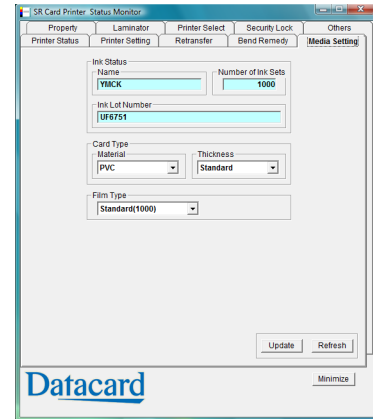 SR Card Printer Status Monitor
Property Laminator Printer Select Security Lock Others
Printer Status Printer Setting Retransfer Bend Remedy Media Setting
Ink Status
Name Number of Ink Sets
YMCK 1000
Ink Lot Number
UF6751
Card Type
Material Thickness
PVC Standard
Film Type
Standard(1000)
Update Refresh
Datacard Minimize